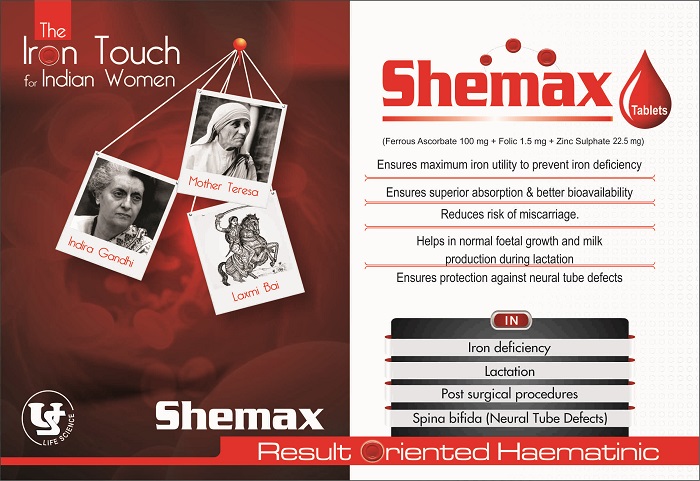 The
Iron Touch
for Indian Women
Mother Teresa
Indira Gandhi
Laxmi Bai
US
LIFE SCIENCE
Shemax
Shemax
Tablets
(Ferrous Ascorbate 100 mg + Folic 1.5 mg + Zinc Sulphate 22.5 mg)
Ensures maximum iron utility to prevent iron deficiency
Ensures superior absorption & better bioavailability
Reduces risk of miscarriage.
Helps in normal foetal growth and milk
production during lactation
Ensures protection against neural tube defects
IN
Iron deficiency
Lactation
Post surgical procedures
Spina bifida (Neural Tube Defects)
Result Oriented Haematinic